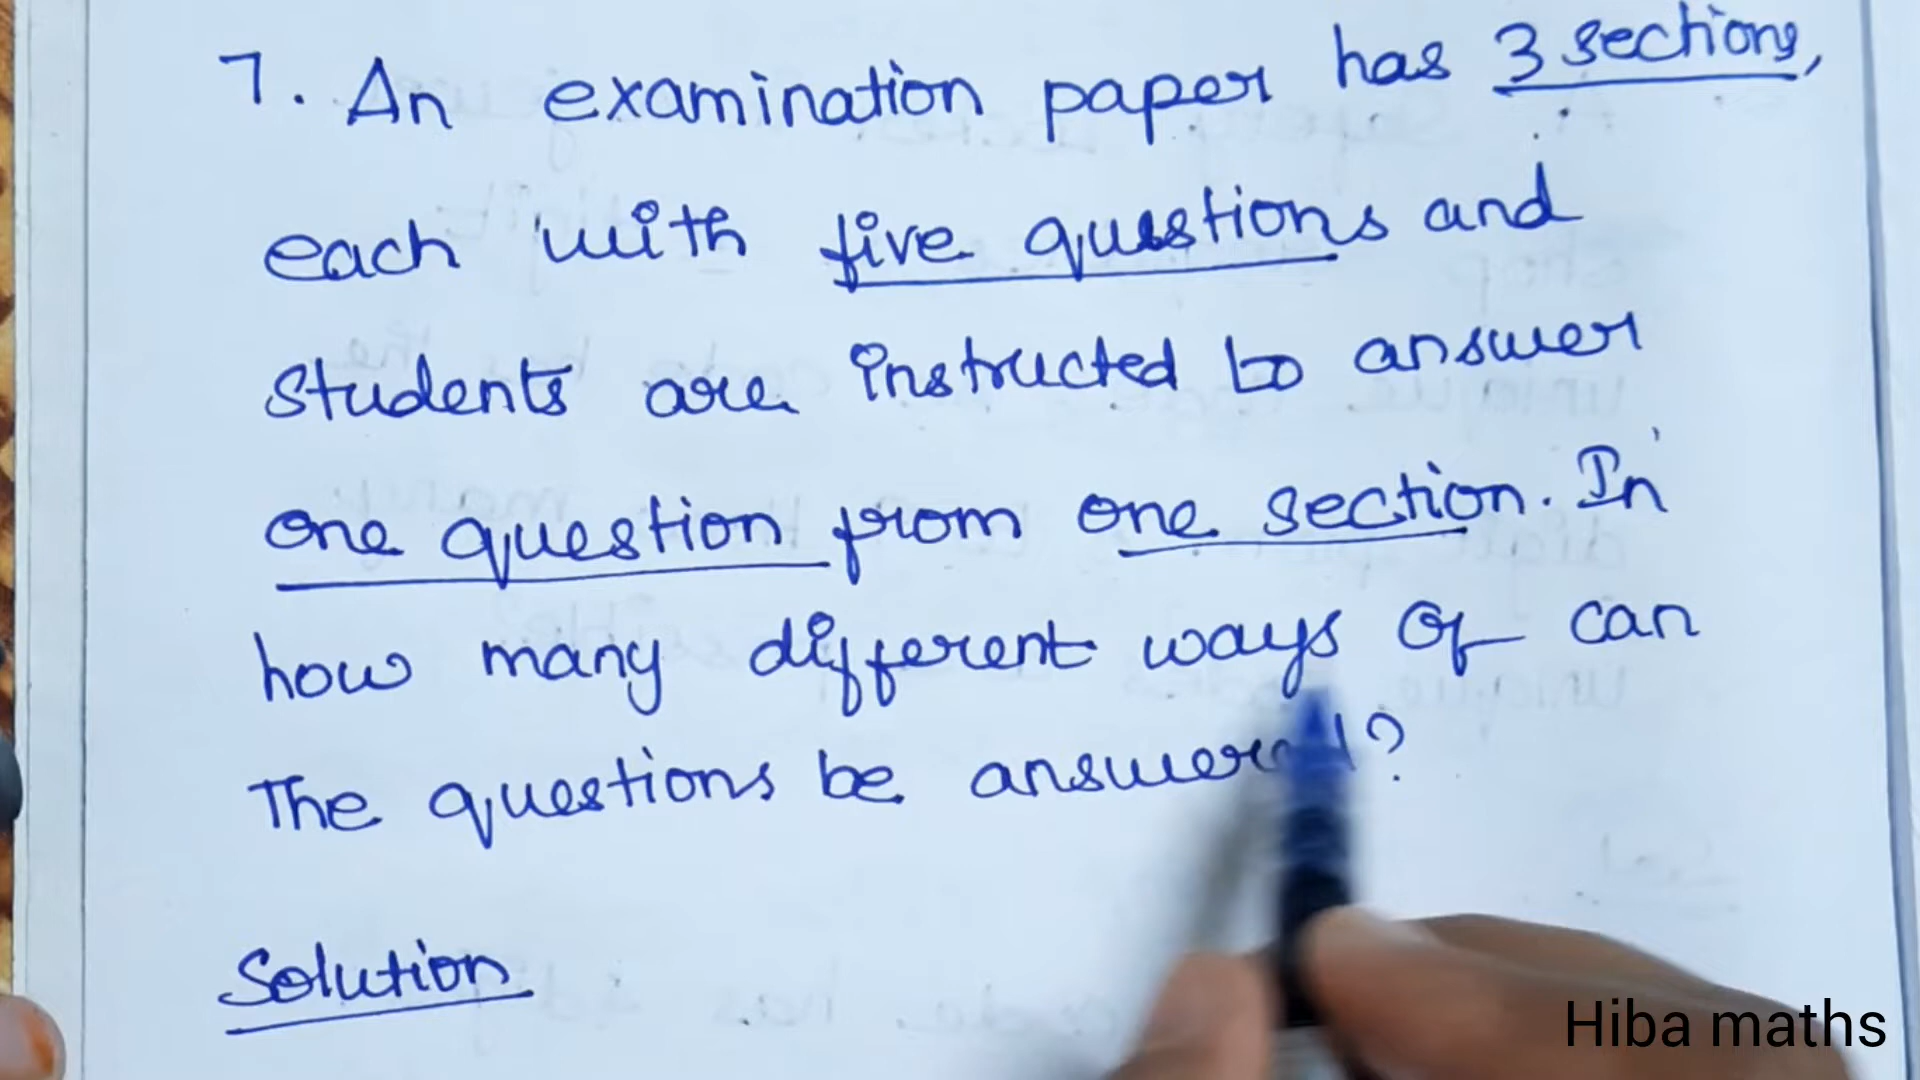 7. An examination paper has 3 sections,
each with five questions and
students are instructed to answer
one question from one section. In
how many different ways of can
The questions be answered?
Solution
Hiba maths